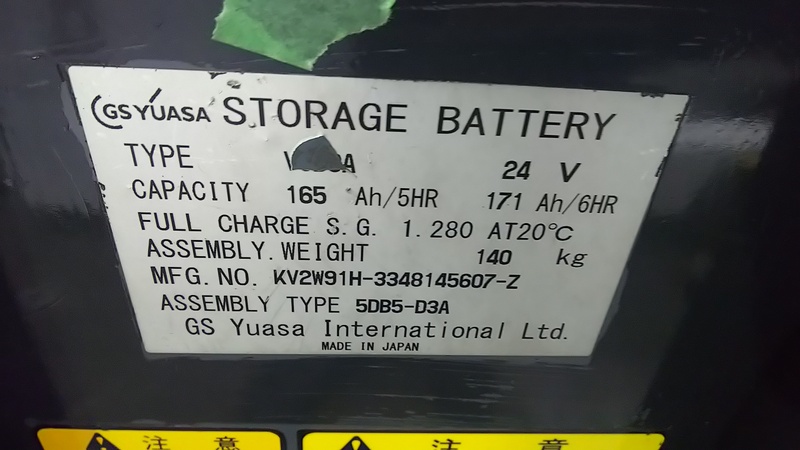 GS YUASA STORAGE BATTERY
TYPE 24 V
CAPACITY 165 Ah/5HR 171 Ah/6HR
FULL CHARGE S.G. 1.280 AT20℃
ASSEMBLY.WEIGHT 140 kg
MFG.NO. KV2W91H-3348145607-Z
ASSEMBLY TYPE 5DB5-D3A
GS Yuasa International Ltd.
MADE IN JAPAN
注 意 注 意